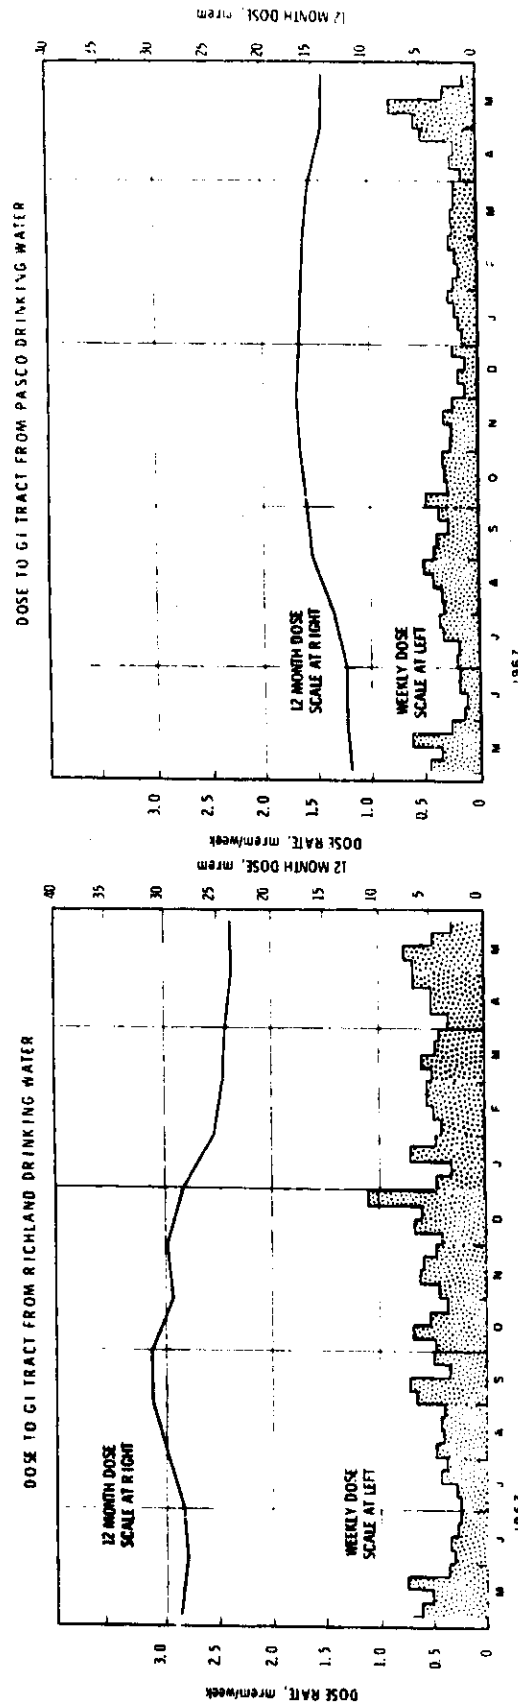 DOSE TO GI TRACT FROM RICHLAND DRINKING WATER
DOSE RATE, mrem/week
3.0
2.5
2.0
1.5
1.0
0.5
0
12 MONTH DOSE
SCALE AT RIGHT
WEEKLY DOSE
SCALE AT LEFT
40
35
30
25
20
15
10
5
0
12 MONTH DOSE, mrem
M J J A S O N D J F M A M
1967
DOSE TO GI TRACT FROM PASCO DRINKING WATER
DOSE RATE, mrem/week
3.0
2.5
2.0
1.5
1.0
0.5
0
12 MONTH DOSE
SCALE AT RIGHT
WEEKLY DOSE
SCALE AT LEFT
40
35
30
25
20
15
10
5
0
12 MONTH DOSE, mrem
M J J A S O N D J F M A M
1967